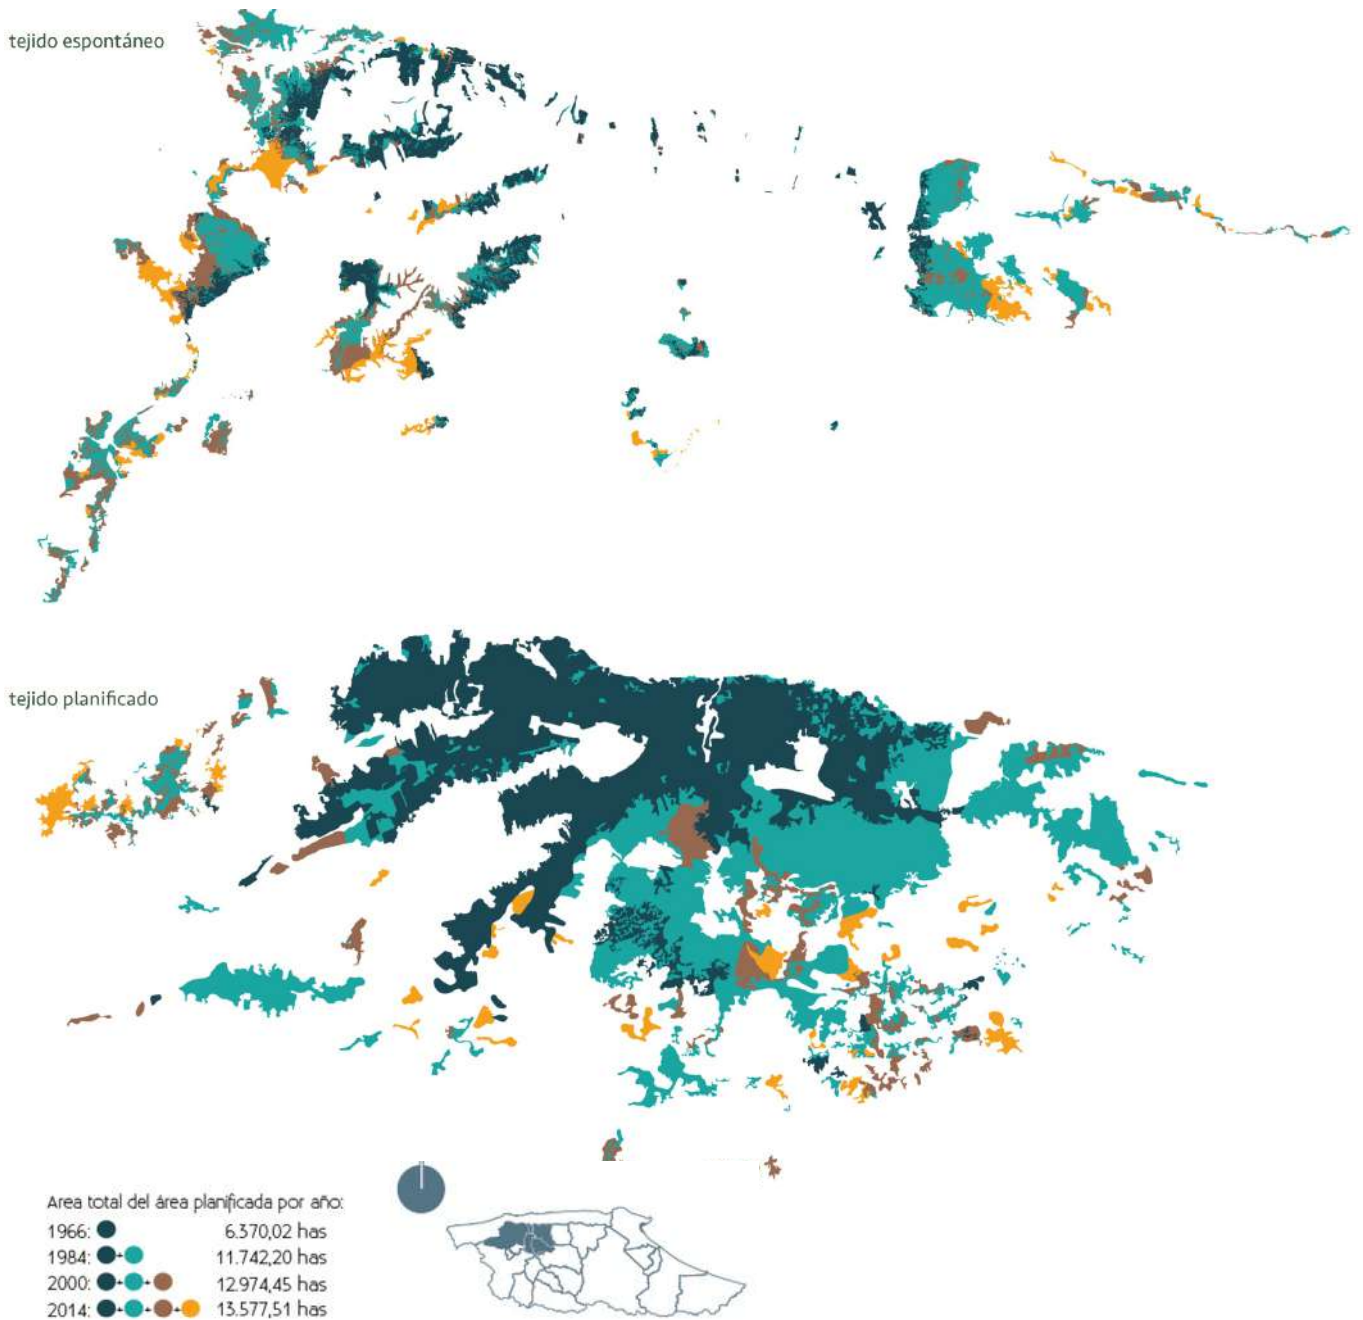 tejido espontáneo
tejido planificado
Area total del área planificada por año:
1966: 6.370,02 has
1984: 11.742,20 has
2000: 12.974,45 has
2014: 13.577,51 has